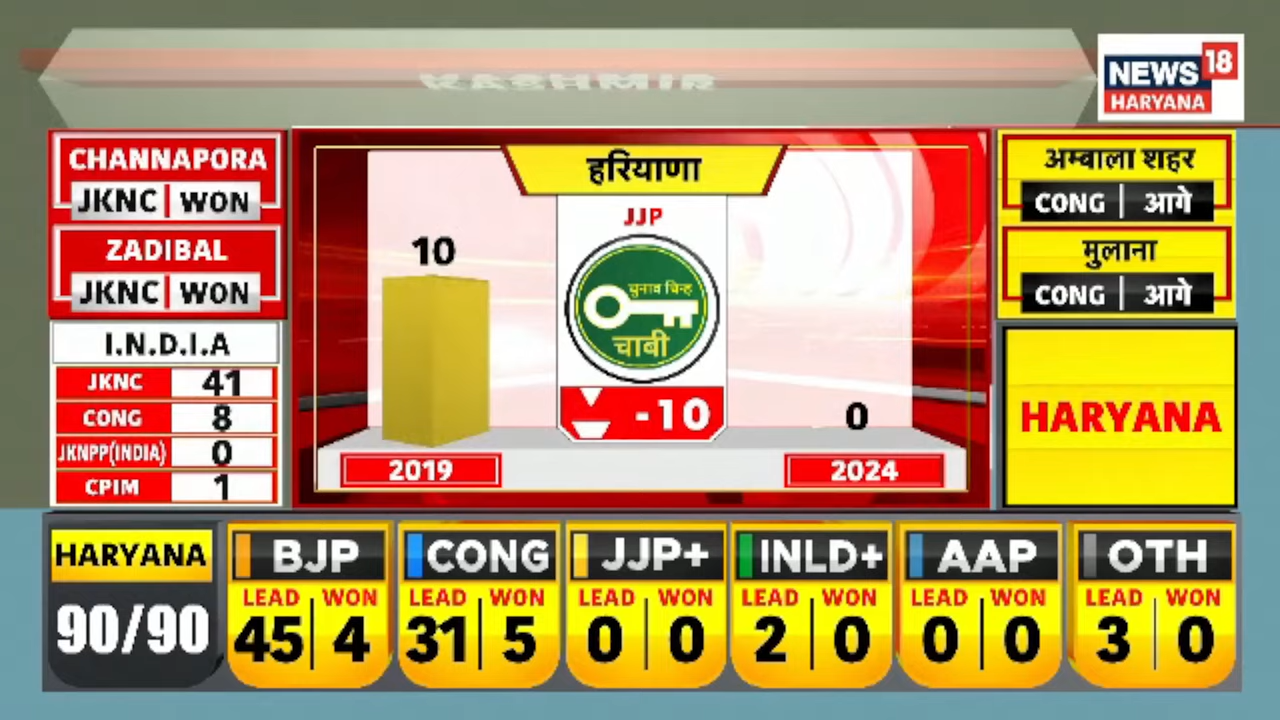 KASHMIR
NEWS 18
HARYANA
CHANNAPORA
JKNC | WON
ZADIBAL
JKNC | WON
I.N.D.I.A
JKNC 41
CONG 8
JKNPP(INDIA) 0
CPIM 1
हरियाणा
JJP
चुनाव चिन्ह
चाबी
-10
10
0
2019
2024
अम्बाला शहर
CONG | आगे
मुलाना
CONG | आगे
HARYANA
HARYANA
90/90
BJP
LEAD WON
45 4
CONG
LEAD WON
31 5
JJP+
LEAD WON
0 0
INLD+
LEAD WON
2 0
AAP
LEAD WON
0 0
OTH
LEAD WON
3 0